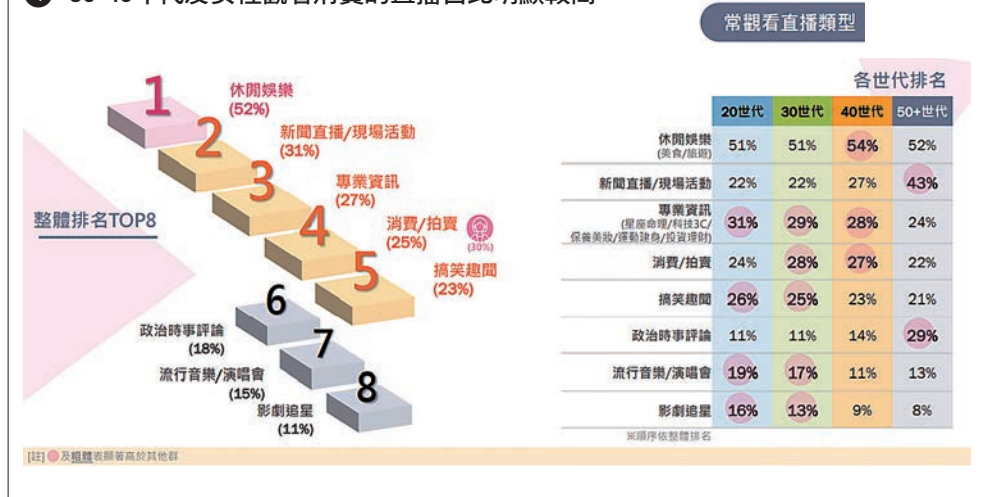 常觀看直播類型
1
休閒娛樂
(52%)
2
新聞直播/現場活動
(31%)
3
專業資訊
(27%)
4
消費/拍賣
(25%)
(30%)
5
搞笑趣聞
(23%)
整體排名TOP8
6
政治時事評論
(18%)
7
流行音樂/演唱會
(15%)
8
影劇追星
(11%)
各世代排名
20世代 30世代 40世代 50+世代
休閒娛樂
(美食/旅遊)
51% 51% 54% 52%
新聞直播/現場活動 22% 22% 27% 43%
專業資訊
(星座命理/科技3C/
保養美妝/運動健身/投資理財)
31% 29% 28% 24%
消費/拍賣 24% 28% 27% 22%
搞笑趣聞 26% 25% 23% 21%
政治時事評論 11% 11% 14% 29%
流行音樂/演唱會 19% 17% 11% 13%
影劇追星 16% 13% 9% 8%
※順序依整體排名
[註] 及粗體表顯著高於其他群